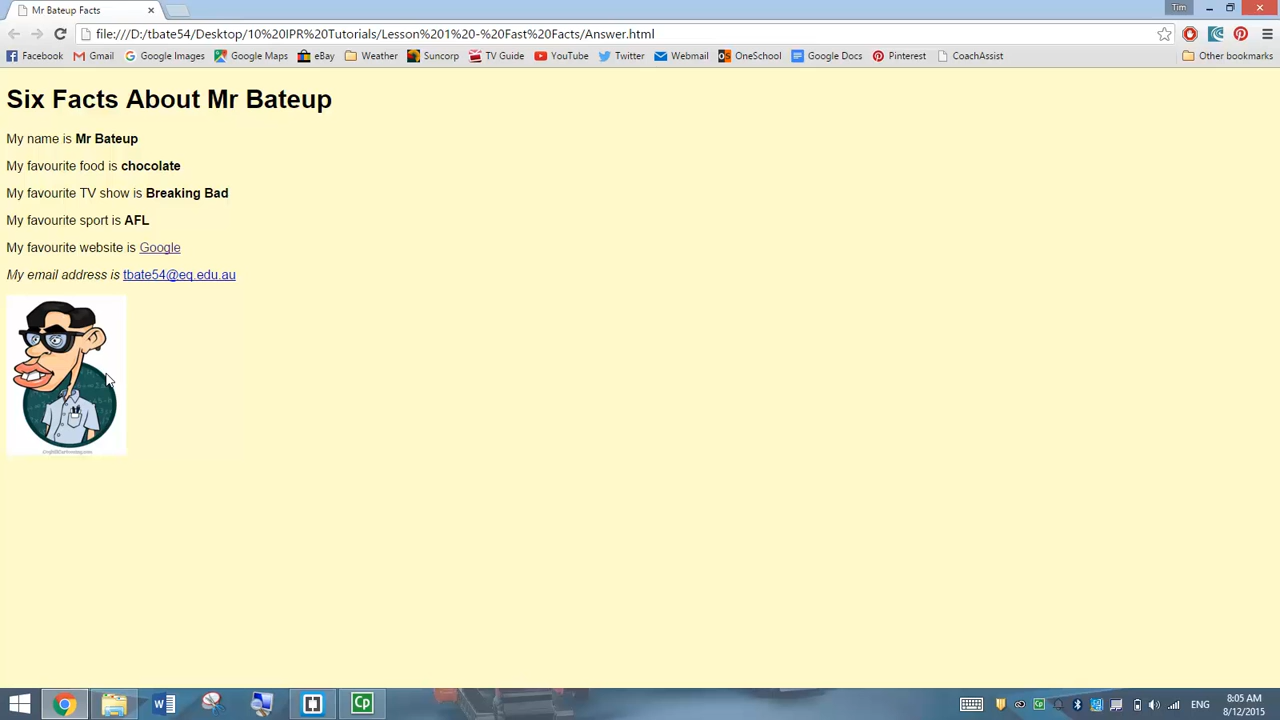 Mr Bateup Facts
Tim
file:///D:/tbate54/Desktop/10%20IPR%20Tutorials/Lesson%201%20-%20Fast%20Facts/Answer.html
Facebook Gmail Google Images Google Maps eBay Weather Suncorp TV Guide YouTube Twitter Webmail OneSchool Google Docs Pinterest CoachAssist Other bookmarks
Six Facts About Mr Bateup
My name is Mr Bateup
My favourite food is chocolate
My favourite TV show is Breaking Bad
My favourite sport is AFL
My favourite website is Google
My email address is tbate54@eq.edu.au
Cp
ENG
8:05 AM
8/12/2015